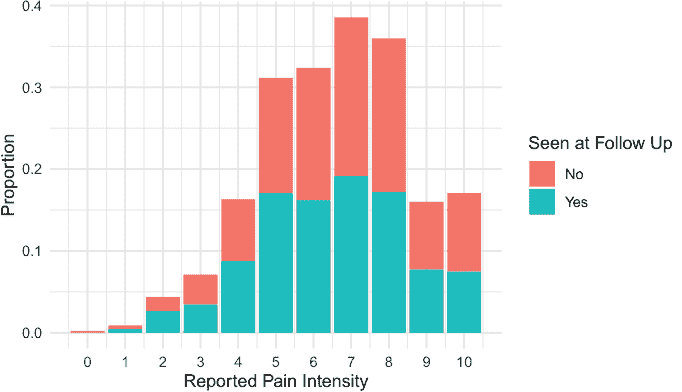 0.4
0.3
0.2
0.1
0.0
Proportion
0 1 2 3 4 5 6 7 8 9 10
Reported Pain Intensity
Seen at Follow Up
No
Yes